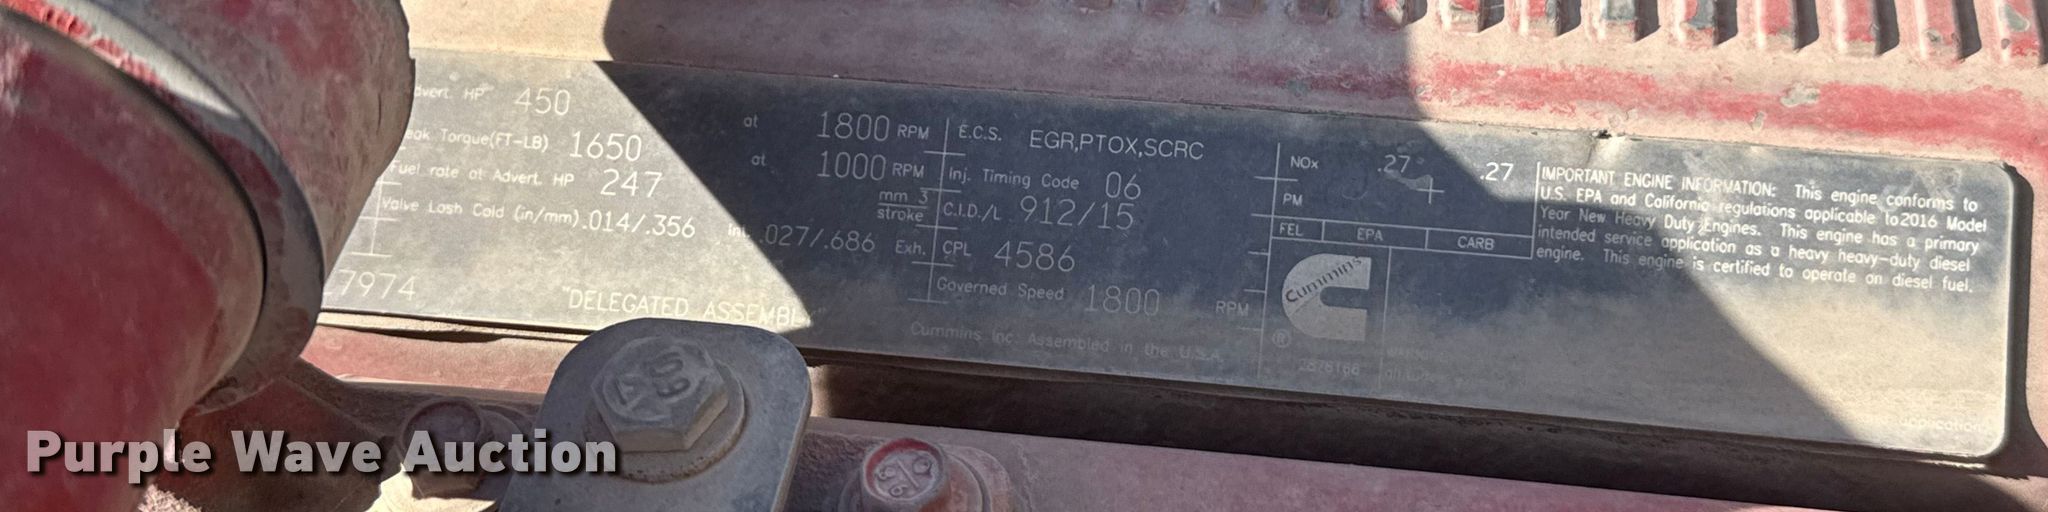 dvert. HP 450 at 1800 RPM
eak Torque(FT-LB) 1650 at 1000 RPM
Fuel rate at Advert. HP 247 mm 3
stroke
Valve Lash Cold (in/mm) .014/.356 Int. .027/.686 Exh.
7974
"DELEGATED ASSEMBL
E.C.S. EGR,PTOX,SCRC
Inj. Timing Code 06
C.I.D./L 912/15
CPL 4586
Governed Speed 1800 RPM
Cummins Inc. Assembled in the U.S.A.
NOx .27 .27
PM
FEL EPA CARB
Cummins
®
IMPORTANT ENGINE INFORMATION: This engine conforms to
U.S. EPA and California regulations applicable to 2016 Model
Year New Heavy Duty Engines. This engine has a primary
intended service application as a heavy heavy-duty diesel
engine. This engine is certified to operate on diesel fuel.
application
Purple Wave Auction